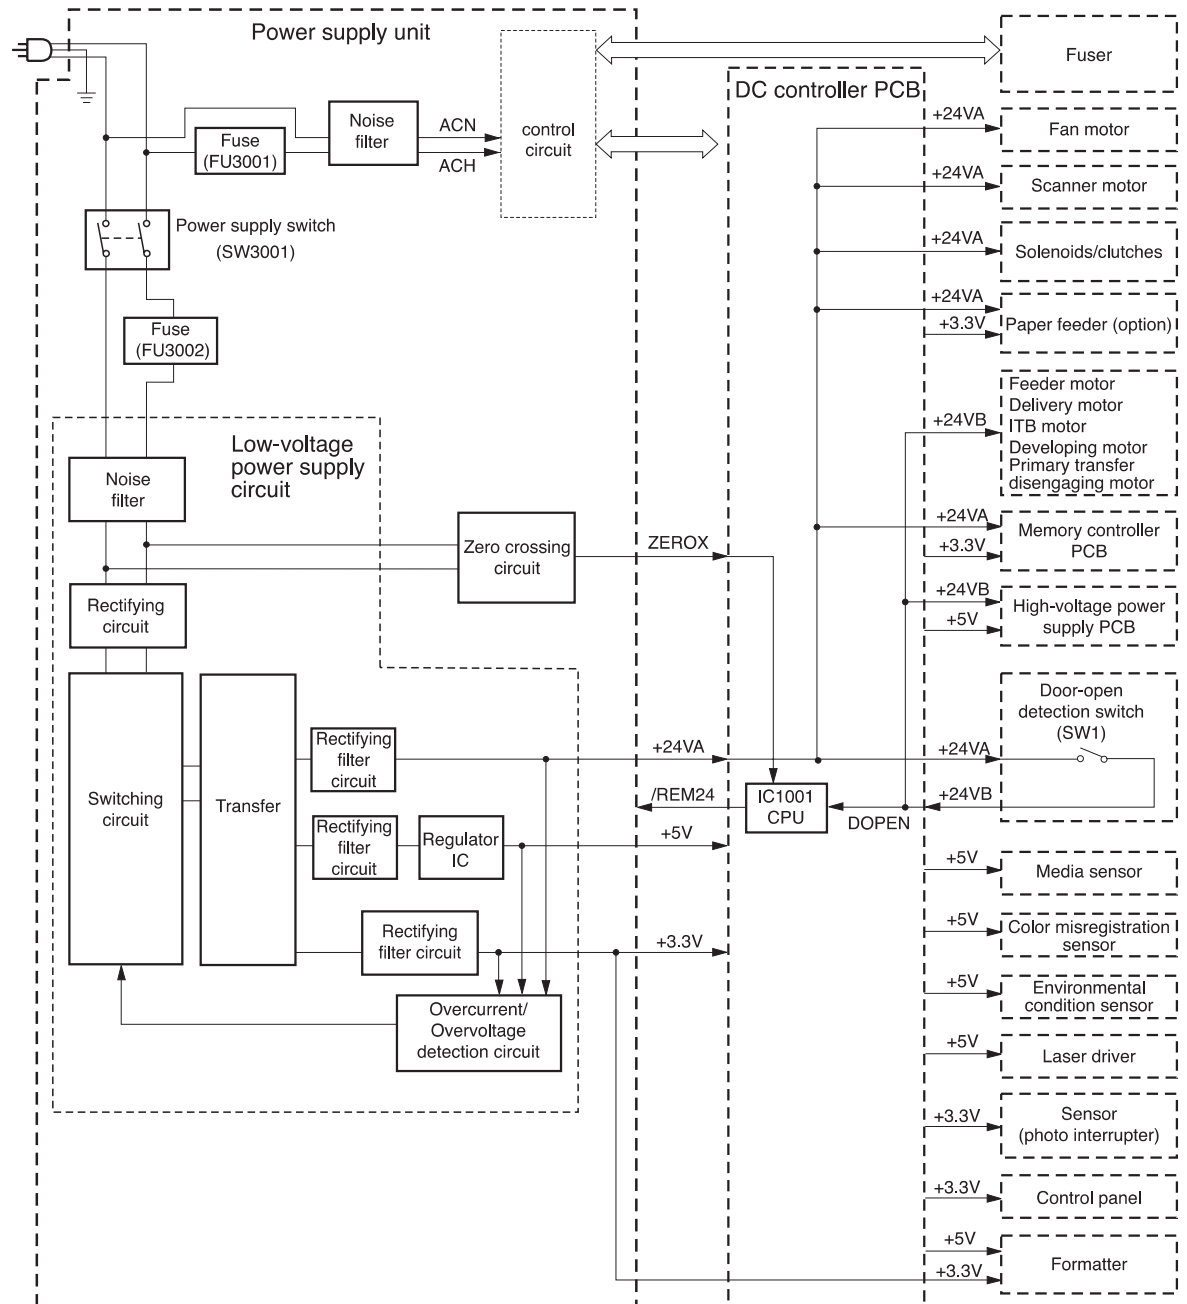 Power supply unit
Fuser
DC controller PCB
+24VA
Fan motor
Noise
filter
ACN
ACH
control
circuit
Fuse
(FU3001)
+24VA
Scanner motor
Power supply switch
(SW3001)
+24VA
Solenoids/clutches
+24VA
+3.3V
Paper feeder (option)
Fuse
(FU3002)
+24VB
Feeder motor
Delivery motor
ITB motor
Developing motor
Primary transfer
disengaging motor
Low-voltage
power supply
circuit
Noise
filter
+24VA
+3.3V
Memory controller
PCB
Zero crossing
circuit
ZEROX
Rectifying
circuit
+24VB
+5V
High-voltage power
supply PCB
Door-open
detection switch
(SW1)
+24VA
+24VB
Switching
circuit
Transfer
Rectifying
filter
circuit
+24VA
/REM24
IC1001
CPU
DOPEN
Rectifying
filter
circuit
Regulator
IC
+5V
+5V
Media sensor
Rectifying
filter circuit
+3.3V
+5V
Color misregistration
sensor
Overcurrent/
Overvoltage
detection circuit
+5V
Environmental
condition sensor
+5V
Laser driver
+3.3V
Sensor
(photo interrupter)
+3.3V
Control panel
+5V
+3.3V
Formatter